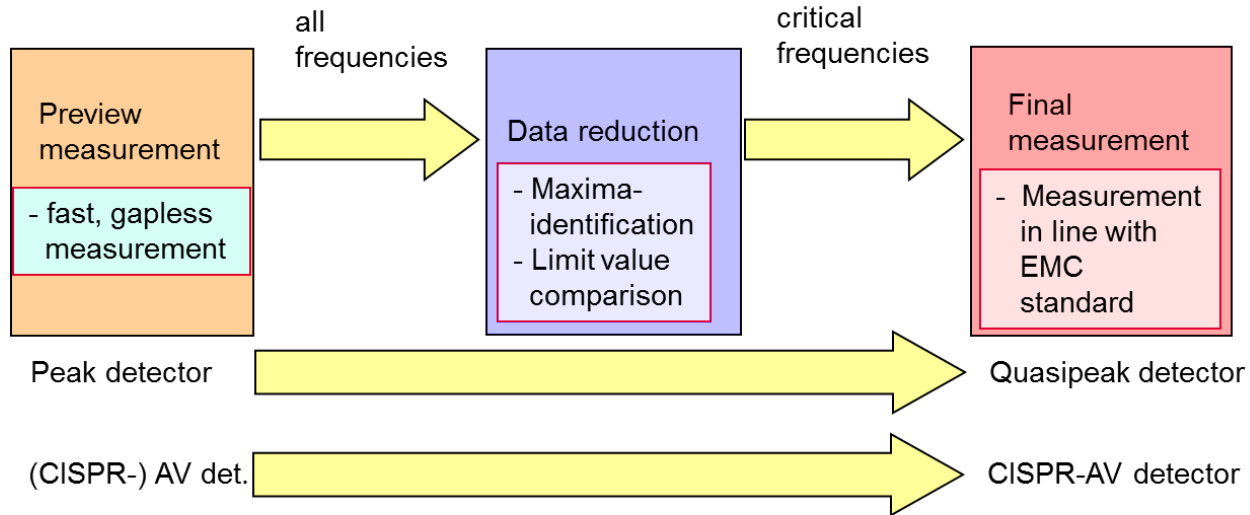 all
frequencies
critical
frequencies
Preview
measurement
- fast, gapless
measurement
Data reduction
- Maxima-
identification
- Limit value
comparison
Final
measurement
- Measurement
in line with
EMC
standard
Peak detector
Quasipeak detector
(CISPR-) AV det.
CISPR-AV detector